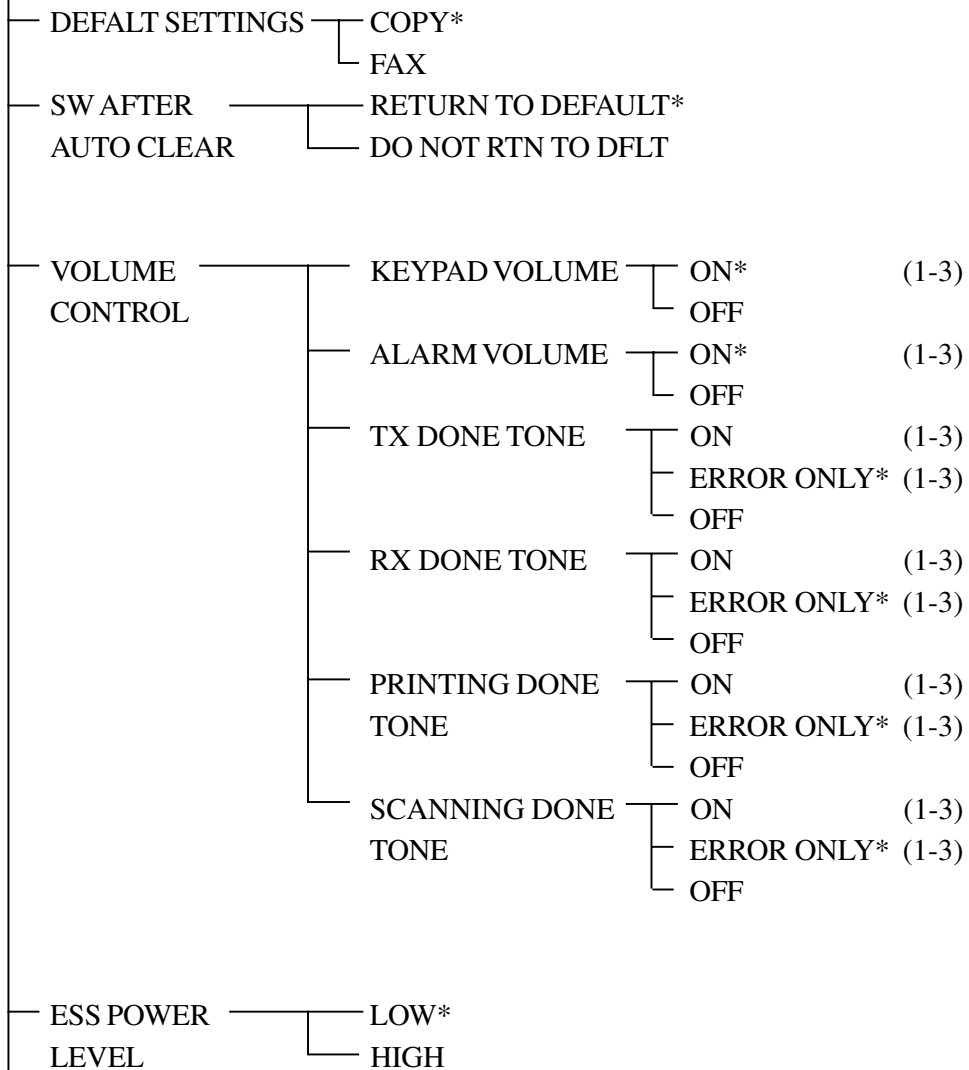 DEFALT SETTINGS COPY*
FAX
SW AFTER RETURN TO DEFAULT*
AUTO CLEAR DO NOT RTN TO DFLT
VOLUME KEYPAD VOLUME ON* (1-3)
CONTROL OFF
ALARM VOLUME ON* (1-3)
OFF
TX DONE TONE ON (1-3)
ERROR ONLY* (1-3)
OFF
RX DONE TONE ON (1-3)
ERROR ONLY* (1-3)
OFF
PRINTING DONE ON (1-3)
TONE ERROR ONLY* (1-3)
OFF
SCANNING DONE ON (1-3)
TONE ERROR ONLY* (1-3)
OFF
ESS POWER LOW*
LEVEL HIGH